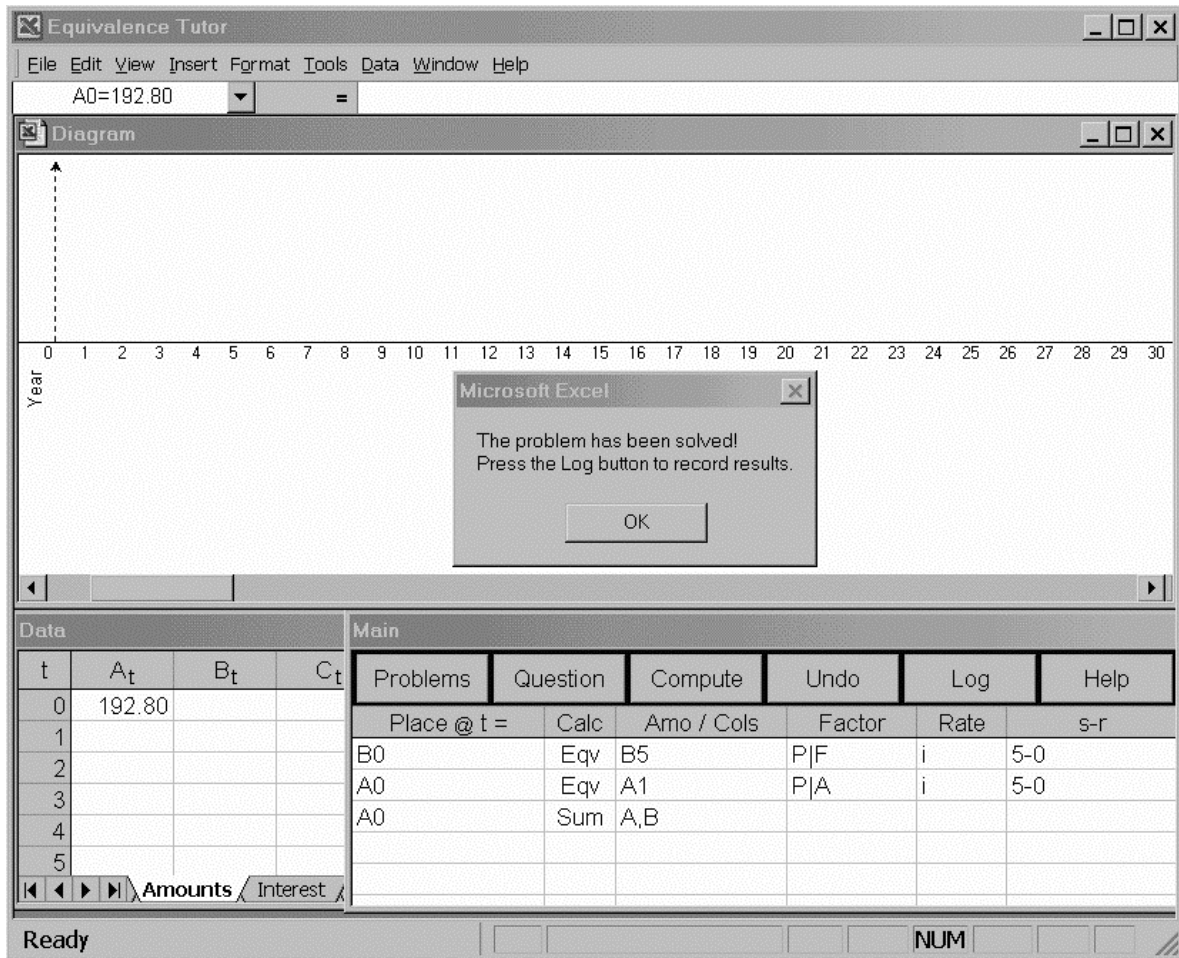 Equivalence Tutor
File Edit View Insert Format Tools Data Window Help
A0=192.80 =
Diagram
0 1 2 3 4 5 6 7 8 9 10 11 12 13 14 15 16 17 18 19 20 21 22 23 24 25 26 27 28 29 30
Year
Microsoft Excel
The problem has been solved!
Press the Log button to record results.
OK
Data
t At Bt Ct
0 192.80
1
2
3
4
5
Amounts Interest
Main
Problems Question Compute Undo Log Help
Place @ t = Calc Amo / Cols Factor Rate s-r
B0 Eqv B5 P|F i 5-0
A0 Eqv A1 P|A i 5-0
A0 Sum A,B
Ready NUM